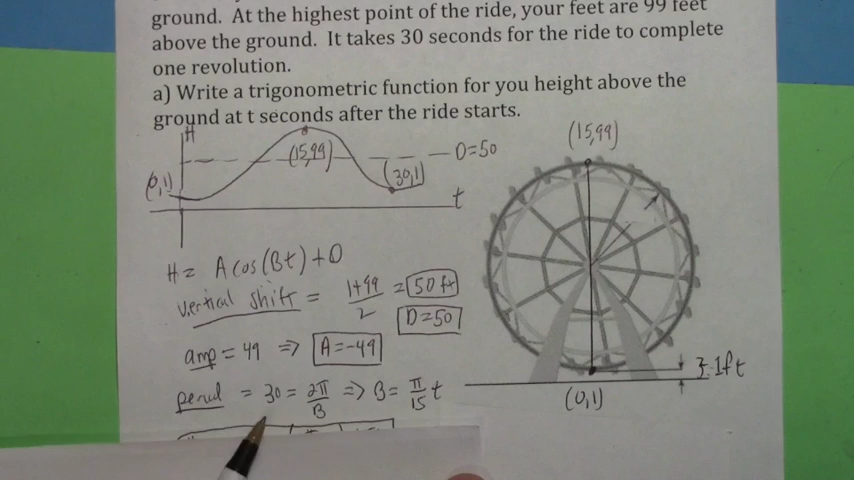 ground. At the highest point of the ride, your feet are 99 feet
above the ground. It takes 30 seconds for the ride to complete
one revolution.
a) Write a trigonometric function for you height above the
ground at t seconds after the ride starts.
H
(15,99)
D=50
(0,1)
(30,1)
t
(15,99)
H = A cos(Bt) + D
vertical shift = 1+99/2 = 50 ft
D=50
amp = 49 => A=-49
period = 30 = 2π/B => B = π/15 t
1ft
(0,1)